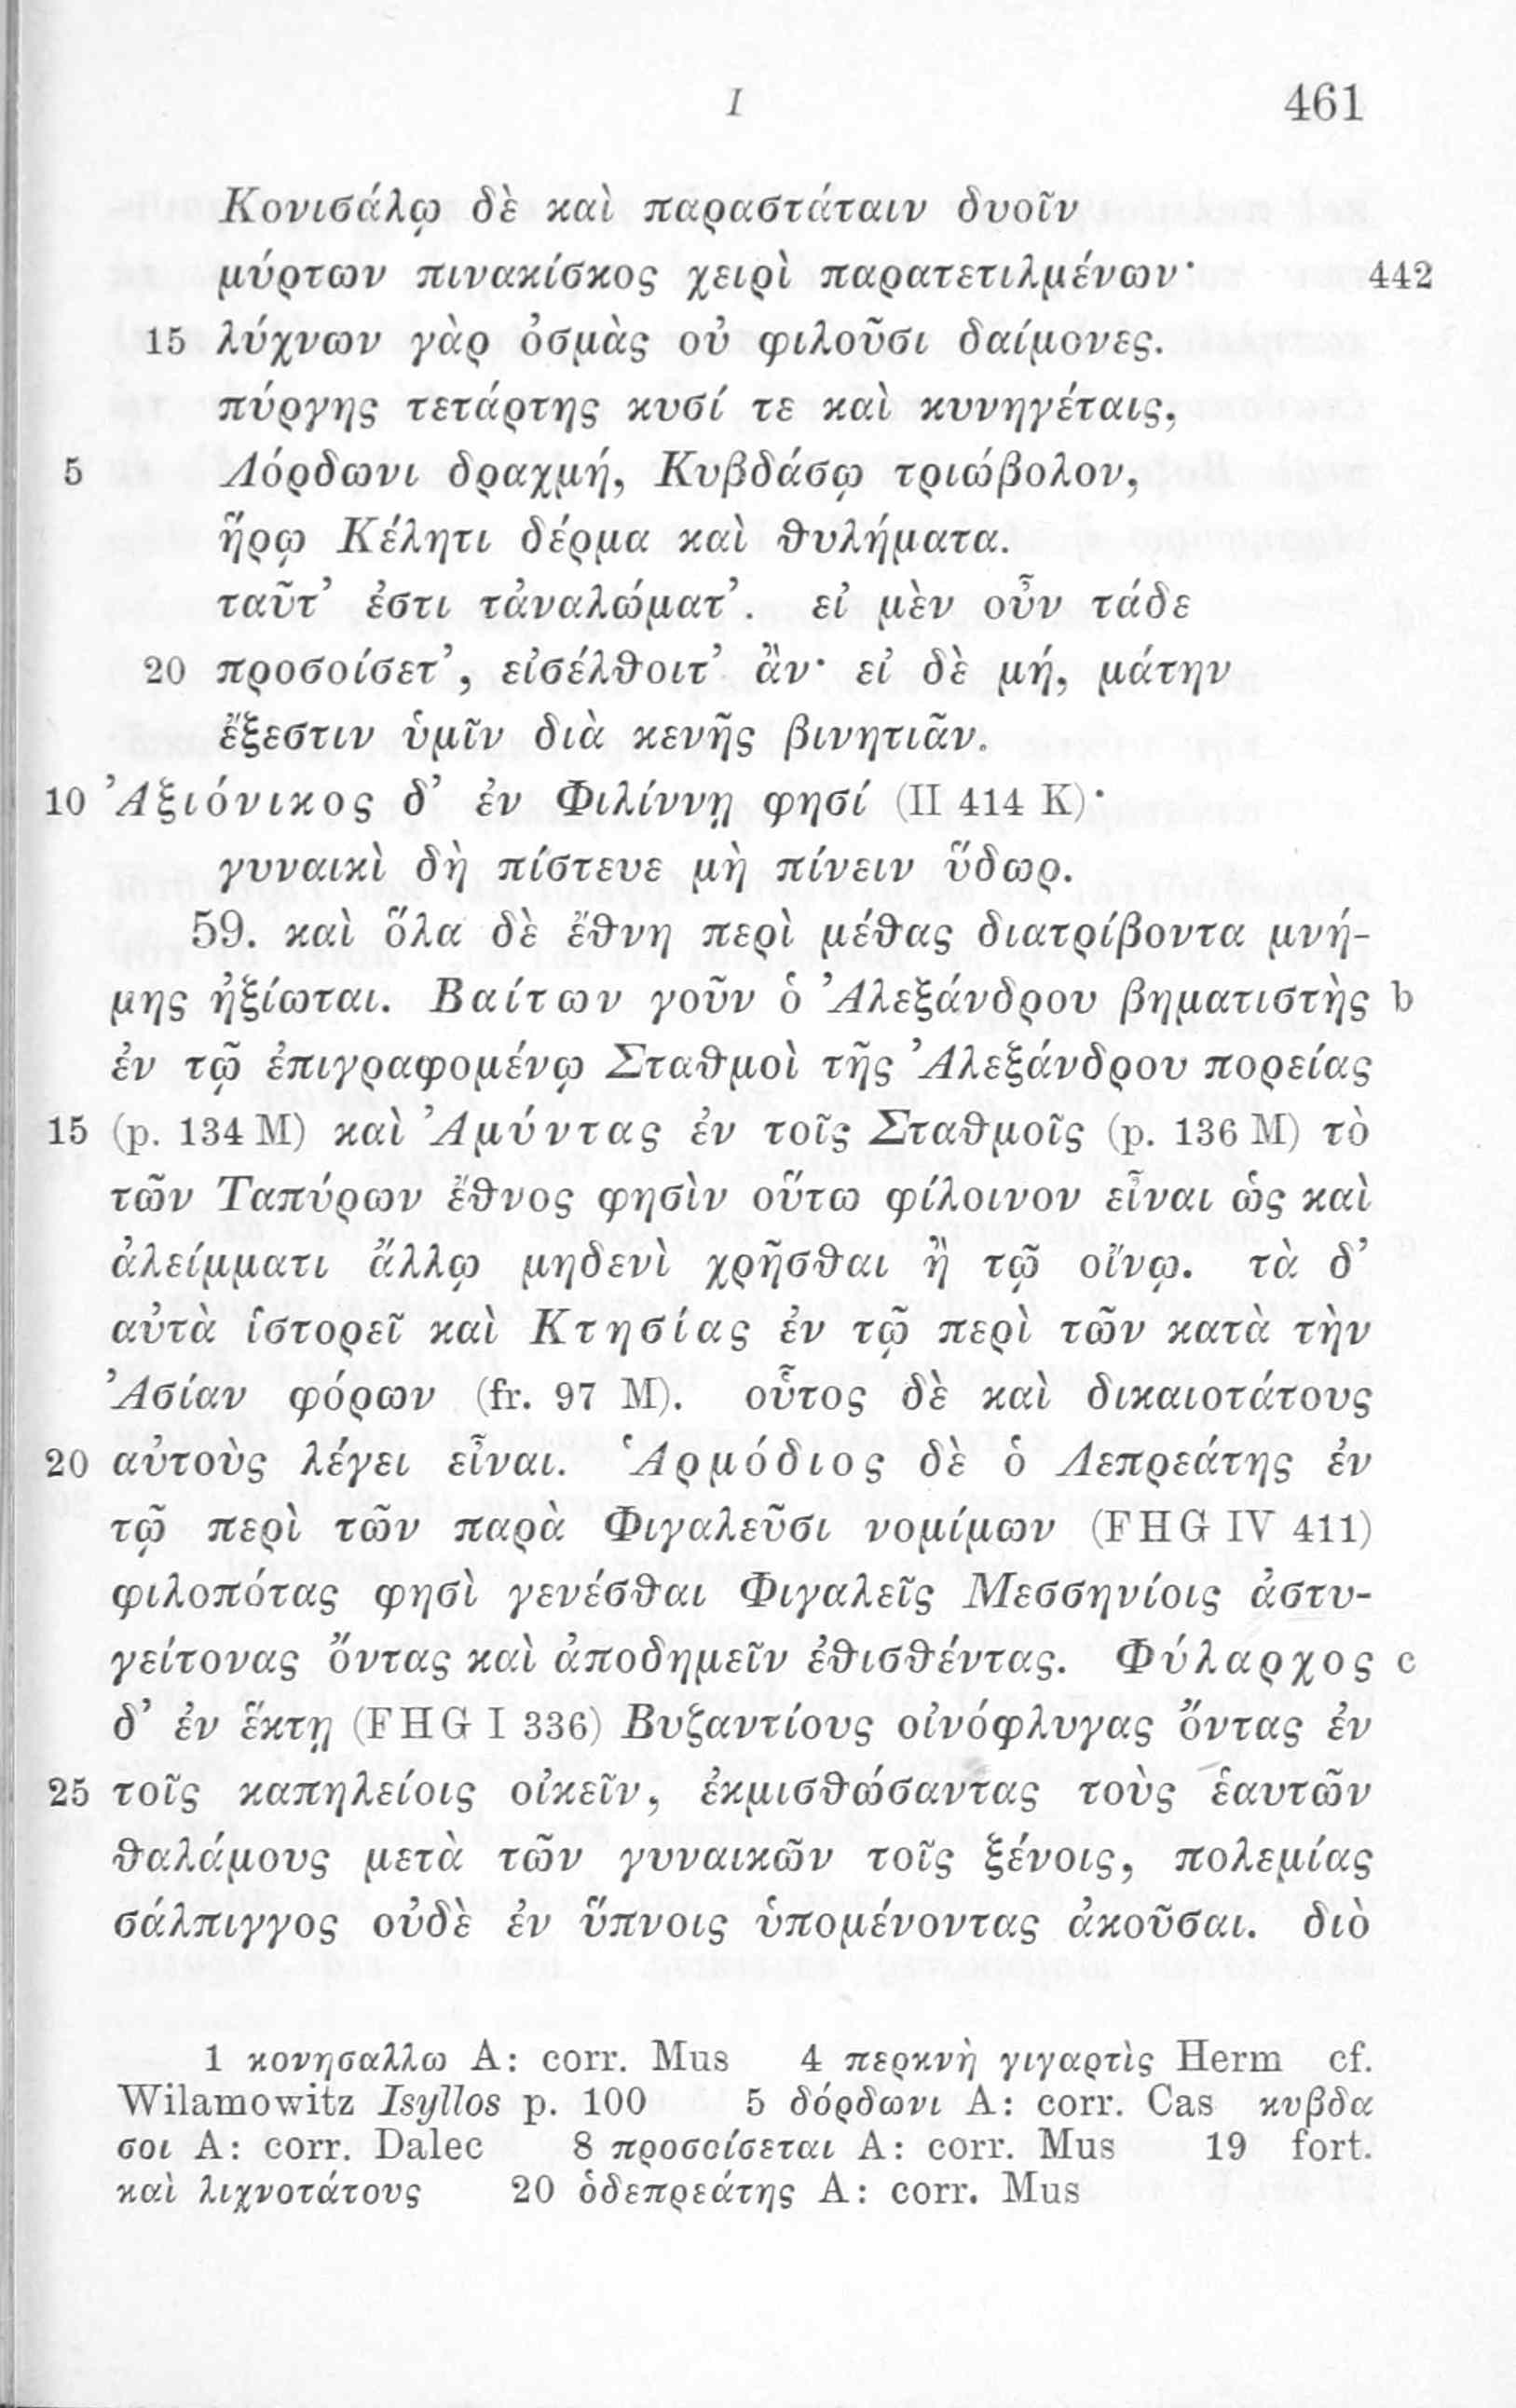 I 461
Κονισάλῳ δὲ καὶ παραστάταιν δυοῖν
μύρτων πινακίσκος χειρὶ παρατετιλμένων· 442
15 λύχνων γὰρ ὀσμὰς οὐ φιλοῦσι δαίμονες.
πύργης τετάρτης κυσί τε καὶ κυνηγέταις,
5 Λόρδωνι δραχμή, Κυβδάσῳ τριώβολον,
ἥρῳ Κέλητι δέρμα καὶ θυλήματα.
ταῦτ’ ἐστι τἀναλώματ’. εἰ μὲν οὖν τάδε
20 προσοίσετ’, εἰσέλθοιτ’ ἄν· εἰ δὲ μή, μάτην
ἔξεστιν ὑμῖν διὰ κενῆς βινητιᾶν.
10 Ἀξιόνικος δ’ ἐν Φιλίννῃ φησί (II 414 K)·
γυναικὶ δὴ πίστευε μὴ πίνειν ὕδωρ.
59. καὶ ὅλα δὲ ἔθνη περὶ μέθας διατρίβοντα μνή-
μης ἠξίωται. Βαίτων γοῦν ὁ Ἀλεξάνδρου βηματιστὴς b
ἐν τῷ ἐπιγραφομένῳ Σταθμοὶ τῆς Ἀλεξάνδρου πορείας
15 (p. 134 M) καὶ Ἀμύντας ἐν τοῖς Σταθμοῖς (p. 136 M) τὸ
τῶν Ταπύρων ἔθνος φησὶν οὕτω φίλοινον εἶναι ὡς καὶ
ἀλείμματι ἄλλῳ μηδενὶ χρῆσθαι ἢ τῷ οἴνῳ. τὰ δ’
αὐτὰ ἱστορεῖ καὶ Κτησίας ἐν τῷ περὶ τῶν κατὰ τὴν
Ἀσίαν φόρων (fr. 97 M). οὗτος δὲ καὶ δικαιοτάτους
20 αὐτοὺς λέγει εἶναι. Ἁρμόδιος δὲ ὁ Λεπρεάτης ἐν
τῷ περὶ τῶν παρὰ Φιγαλεῦσι νομίμων (FHG IV 411)
φιλοπότας φησὶ γενέσθαι Φιγαλεῖς Μεσσηνίοις ἀστυ-
γείτονας ὄντας καὶ ἀποδημεῖν ἐθισθέντας. Φύλαρχος c
δ’ ἐν ἕκτῃ (FHG I 336) Βυζαντίους οἰνόφλυγας ὄντας ἐν
25 τοῖς καπηλείοις οἰκεῖν, ἐκμισθώσαντας τοὺς ἑαυτῶν
θαλάμους μετὰ τῶν γυναικῶν τοῖς ξένοις, πολεμίας
σάλπιγγος οὐδὲ ἐν ὕπνοις ὑπομένοντας ἀκοῦσαι. διὸ
1 κονησαλλω A: corr. Mus 4 περκνὴ γιγαρτὶς Herm cf.
Wilamowitz Isyllos p. 100 5 δόρδωνι A: corr. Cas κυβδα
σοι A: corr. Dalec 8 προσοίσεται A: corr. Mus 19 fort.
καὶ λιχνοτάτους 20 ὁδεπρεάτης A: corr. Mus